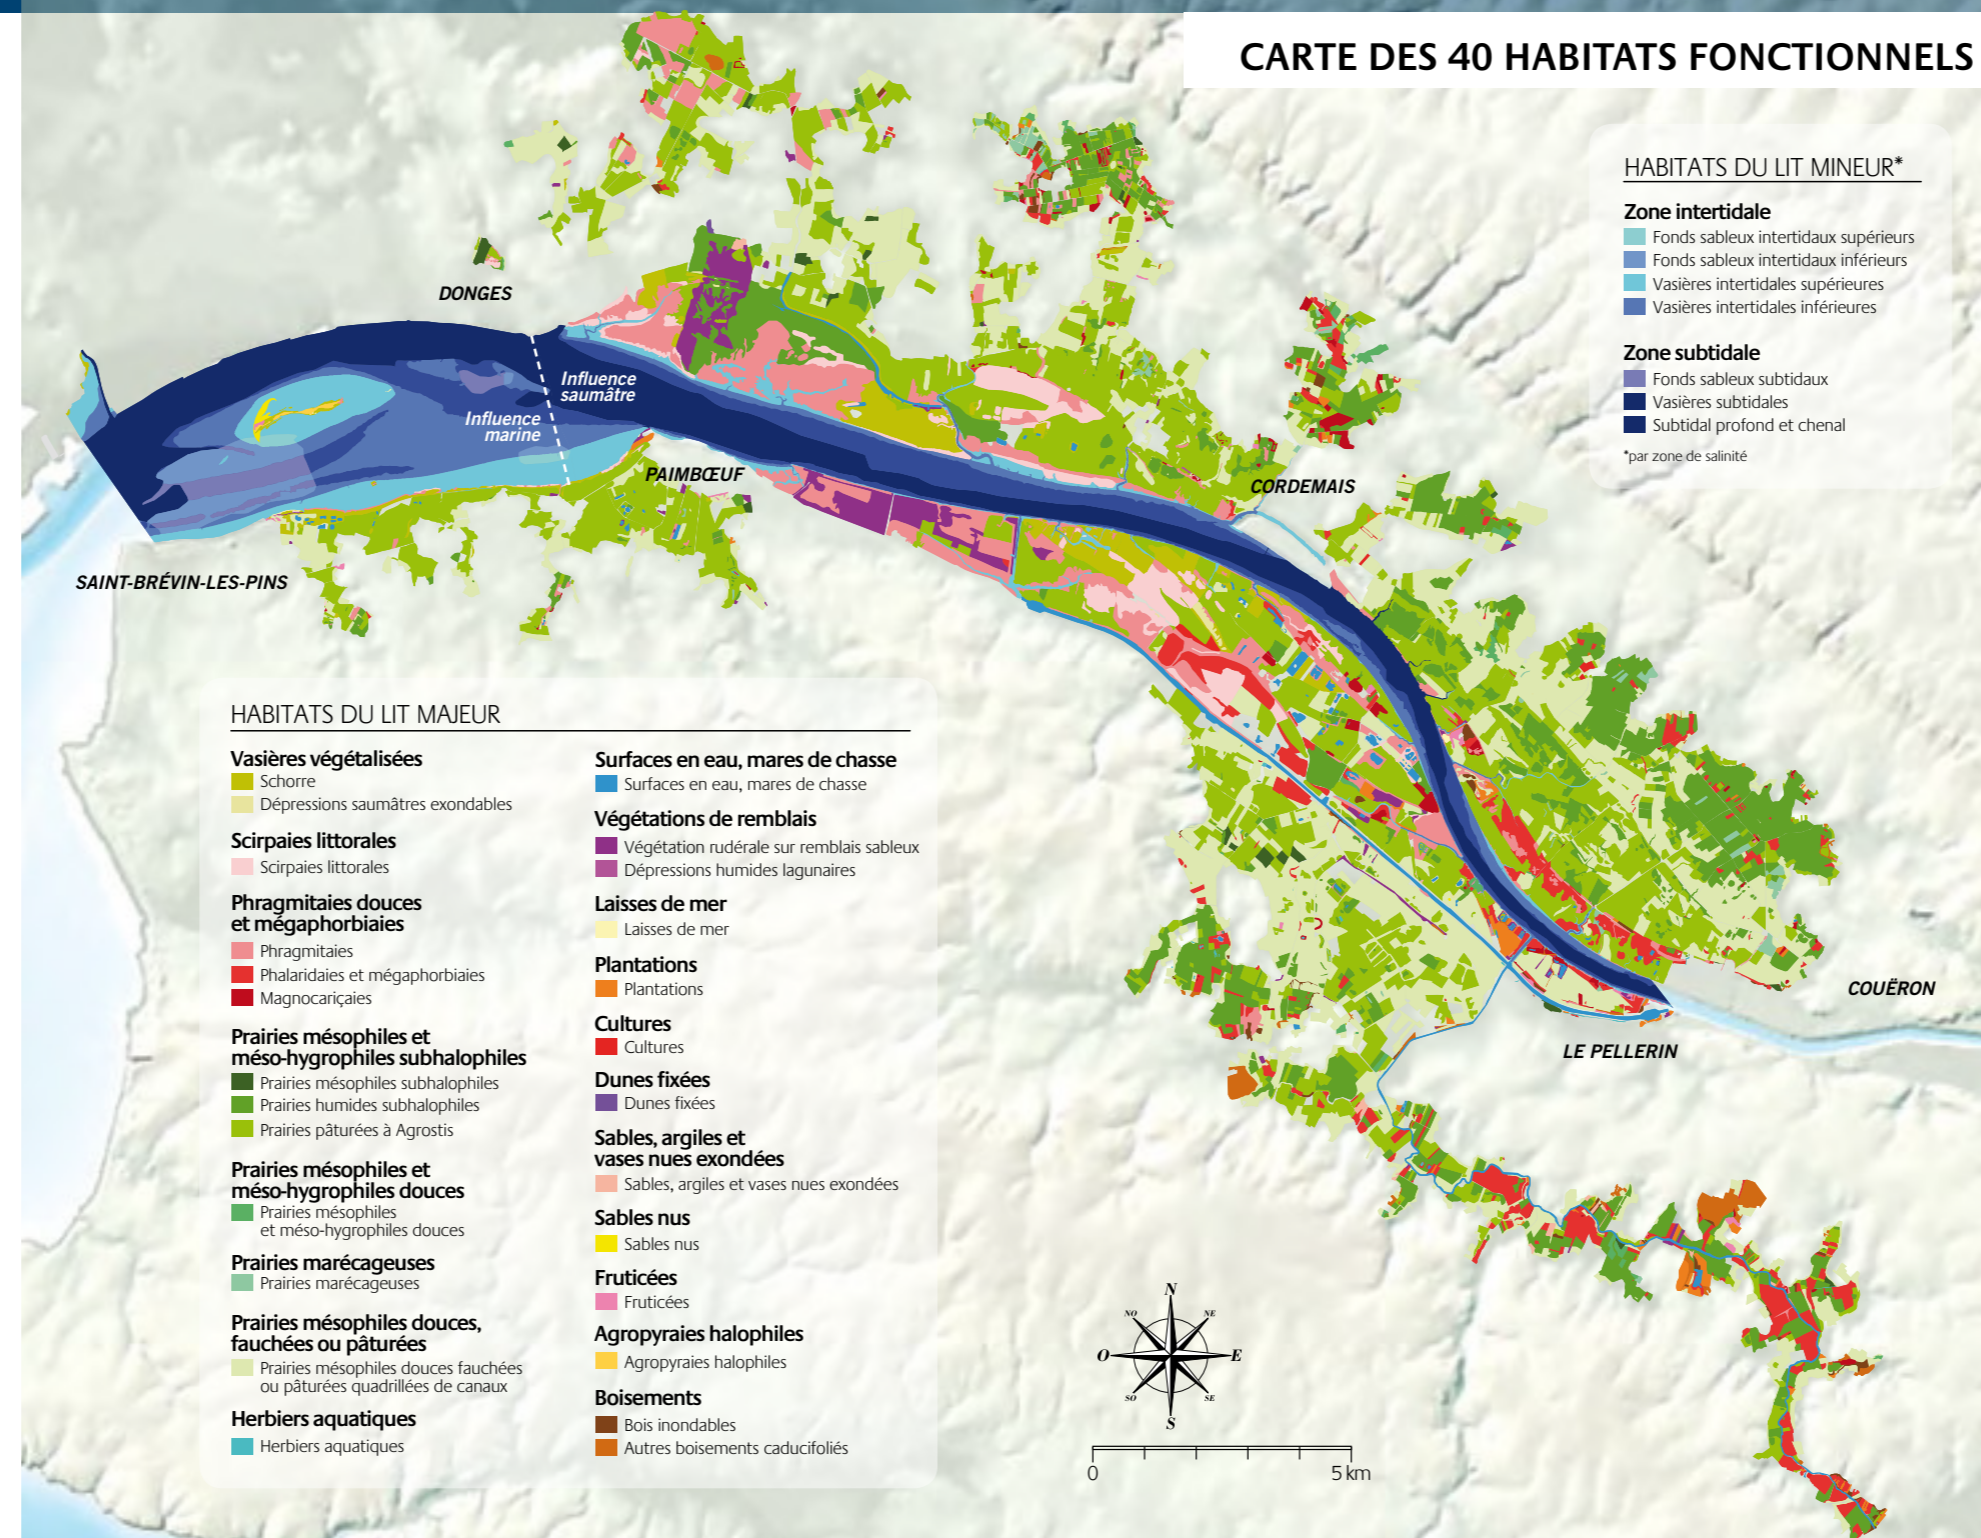 CARTE DES 40 HABITATS FONCTIONNELS
HABITATS DU LIT MINEUR*
Zone intertidale
Fonds sableux intertidaux supérieurs
Fonds sableux intertidaux inférieurs
Vasières intertidales supérieures
Vasières intertidales inférieures
Zone subtidale
Fonds sableux subtidaux
Vasières subtidales
Subtidal profond et chenal
*par zone de salinité
DONGES
Influence
saumâtre
Influence
marine
PAIMBŒUF
CORDEMAIS
SAINT-BRÉVIN-LES-PINS
COUËRON
LE PELLERIN
HABITATS DU LIT MAJEUR
Vasières végétalisées
Schorre
Dépressions saumâtres exondables
Scirpaies littorales
Scirpaies littorales
Phragmitaies douces
et mégaphorbiaies
Phragmitaies
Phalaridaies et mégaphorbiaies
Magnocariçaies
Prairies mésophiles et
méso-hygrophiles subhalophiles
Prairies mésophiles subhalophiles
Prairies humides subhalophiles
Prairies pâturées à Agrostis
Prairies mésophiles et
méso-hygrophiles douces
Prairies mésophiles
et méso-hygrophiles douces
Prairies marécageuses
Prairies marécageuses
Prairies mésophiles douces,
fauchées ou pâturées
Prairies mésophiles douces fauchées
ou pâturées quadrillées de canaux
Herbiers aquatiques
Herbiers aquatiques
Surfaces en eau, mares de chasse
Surfaces en eau, mares de chasse
Végétations de remblais
Végétation rudérale sur remblais sableux
Dépressions humides lagunaires
Laisses de mer
Laisses de mer
Plantations
Plantations
Cultures
Cultures
Dunes fixées
Dunes fixées
Sables, argiles et
vases nues exondées
Sables, argiles et vases nues exondées
Sables nus
Sables nus
Fruticées
Fruticées
Agropyraies halophiles
Agropyraies halophiles
Boisements
Bois inondables
Autres boisements caducifoliés
N
NO NE
O E
SO SE
S
0 5 km